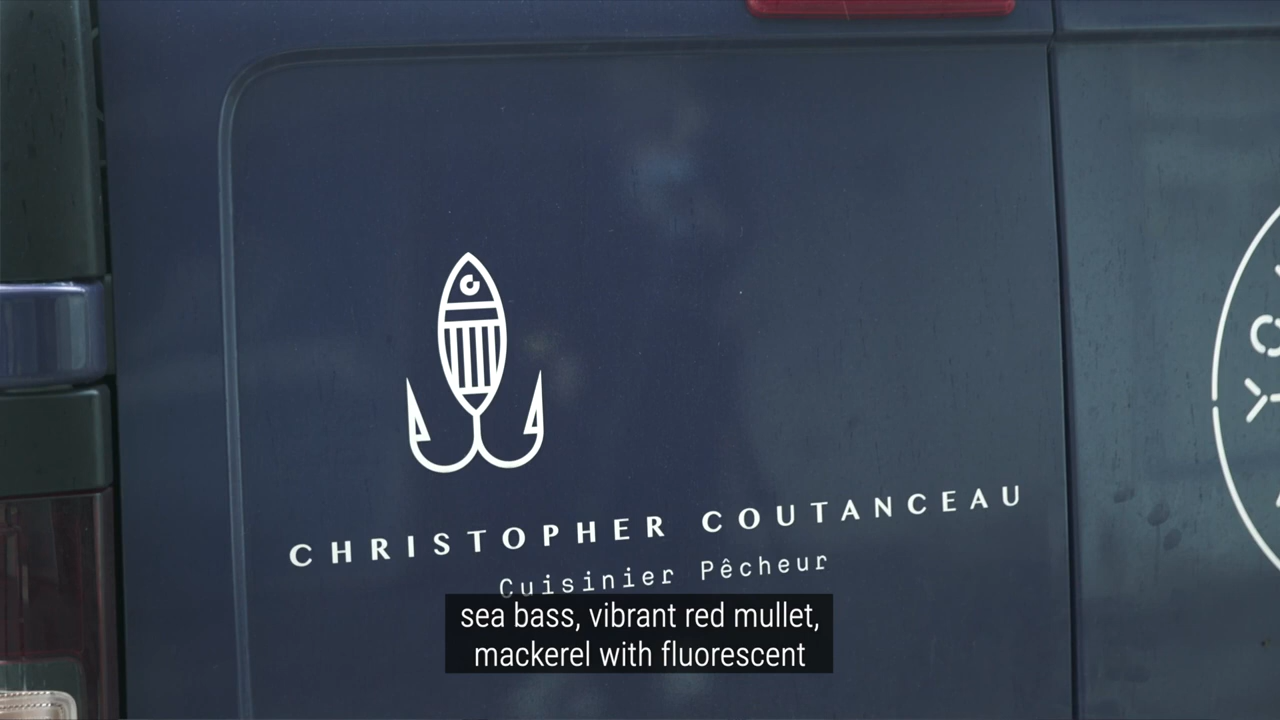 CHRISTOPHER COUTANCEAU
Cuisinier Pêcheur
sea bass, vibrant red mullet,
mackerel with fluorescent